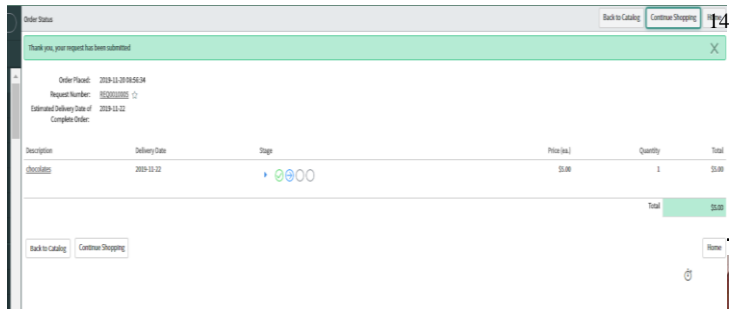 Order Status
Back to Catalog Continue Shopping Home 14
Thank you, your request has been submitted X
Order Placed: 2019-11-20 08:56:34
Request Number: REQ0010005
Estimated Delivery Date of Complete Order: 2019-11-22
Description Delivery Date Stage Price (ea.) Quantity Total
chocolates 2019-11-22 $5.00 1 $5.00
Total $5.00
Back to Catalog Continue Shopping Home